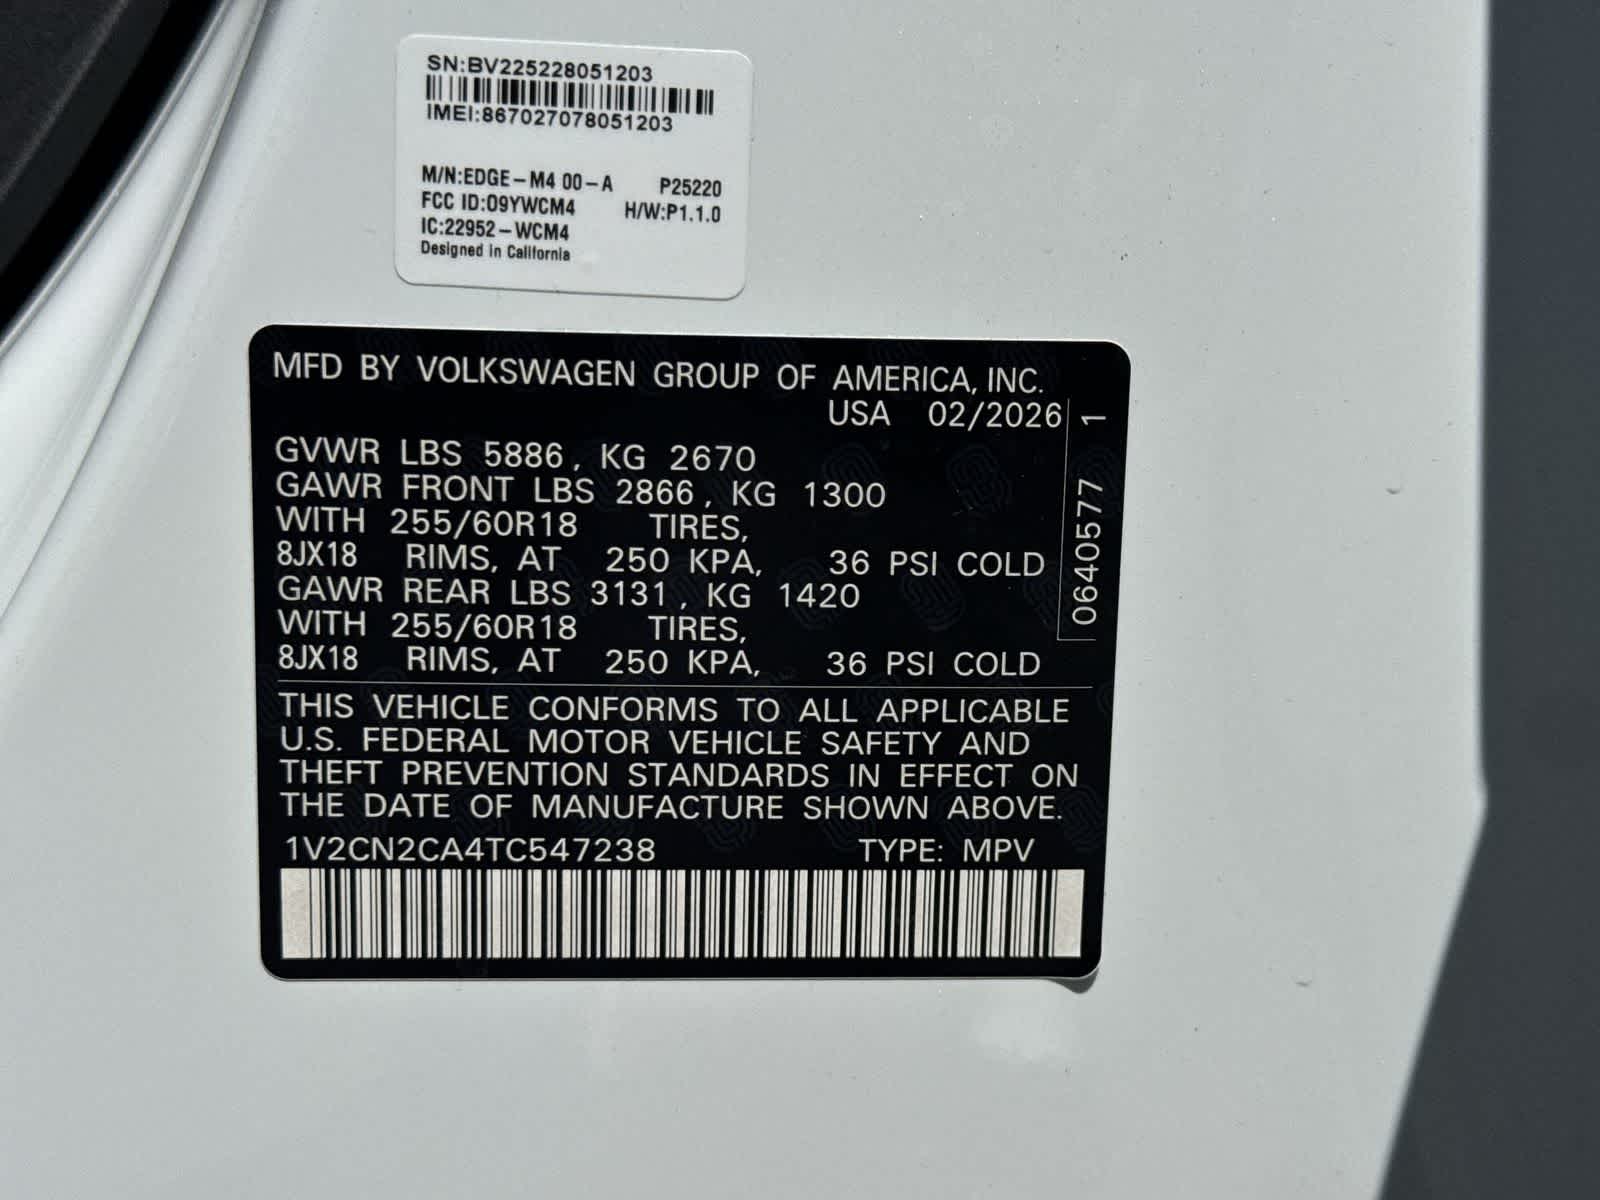 SN:BV225228051203
IMEI:867027078051203
M/N:EDGE-M4 00-A P25220
FCC ID:O9YWCM4 H/W:P1.1.0
IC:22952-WCM4
Designed in California
MFD BY VOLKSWAGEN GROUP OF AMERICA, INC.
USA 02/2026
GVWR LBS 5886, KG 2670
GAWR FRONT LBS 2866, KG 1300
WITH 255/60R18 TIRES,
8JX18 RIMS, AT 250 KPA, 36 PSI COLD
GAWR REAR LBS 3131, KG 1420
WITH 255/60R18 TIRES,
8JX18 RIMS, AT 250 KPA, 36 PSI COLD
0640577 1
THIS VEHICLE CONFORMS TO ALL APPLICABLE
U.S. FEDERAL MOTOR VEHICLE SAFETY AND
THEFT PREVENTION STANDARDS IN EFFECT ON
THE DATE OF MANUFACTURE SHOWN ABOVE.
1V2CN2CA4TC547238 TYPE: MPV